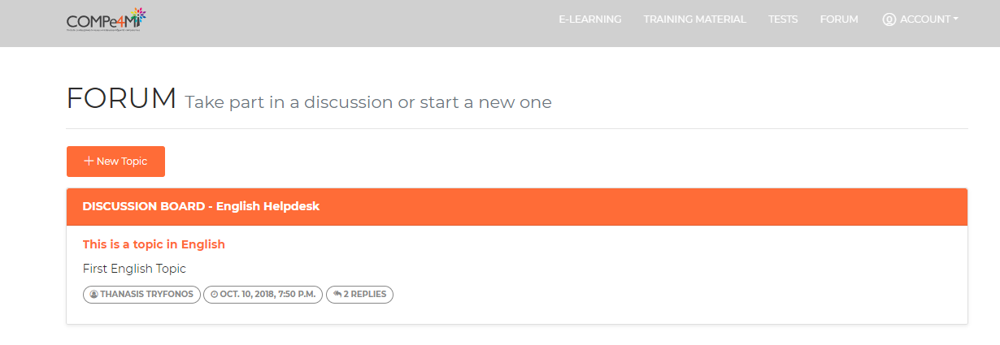 COMPe4MI
E-LEARNING TRAINING MATERIAL TESTS FORUM ACCOUNT
FORUM Take part in a discussion or start a new one
New Topic
DISCUSSION BOARD - English Helpdesk
This is a topic in English
First English Topic
THANASIS TRYFONOS OCT. 10, 2018, 7:50 P.M. 2 REPLIES